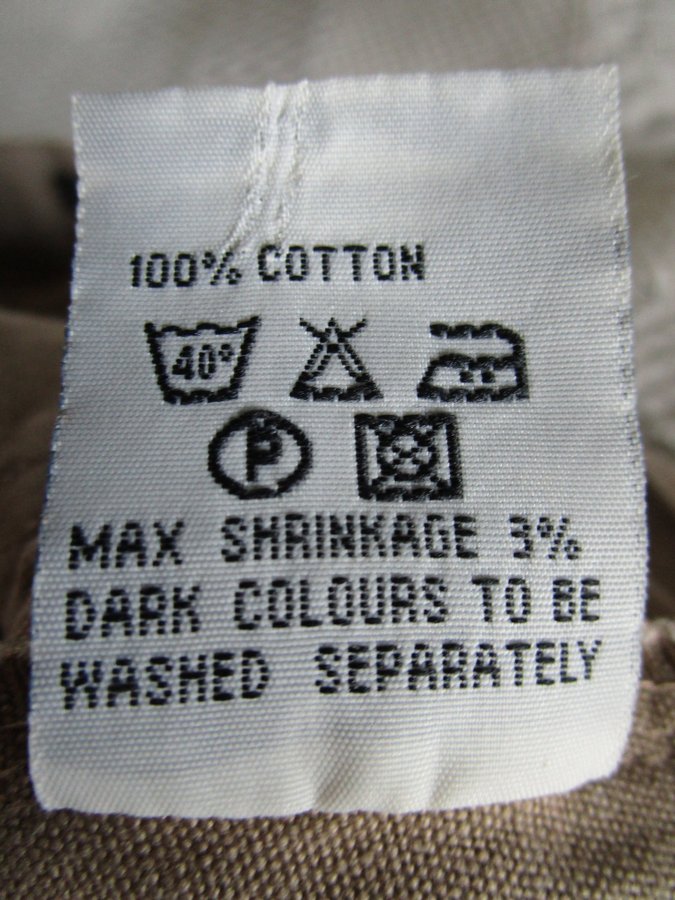 100% COTTON
40°
P
MAX SHRINKAGE 3%
DARK COLOURS TO BE
WASHED SEPARATELY